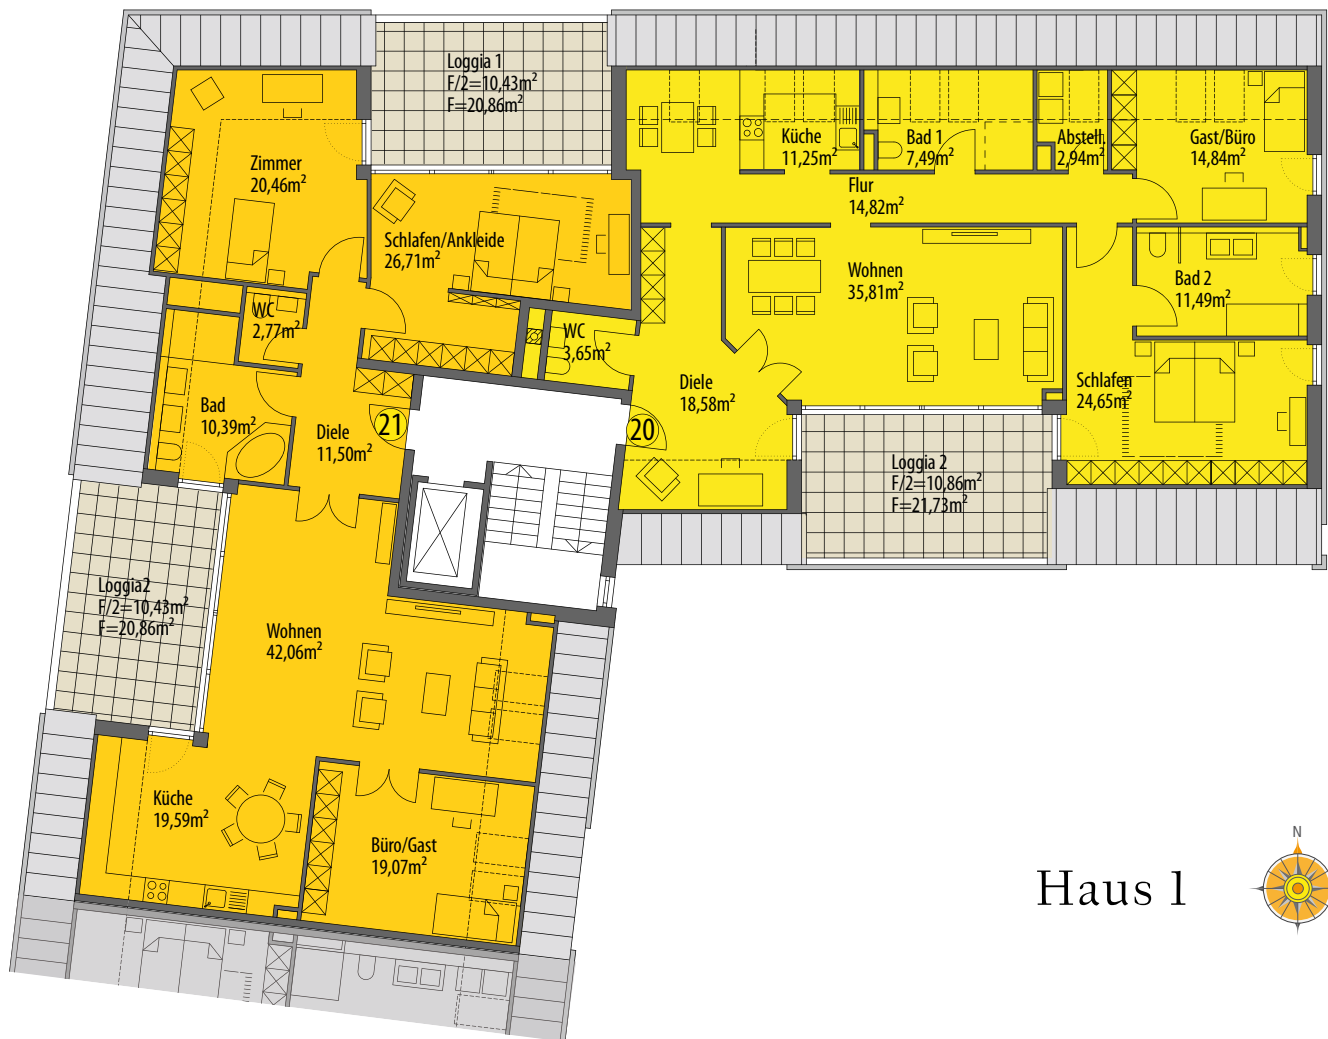 Loggia 1
F/2=10,43m²
F=20,86m²
Zimmer
20,46m²
Schlafen/Ankleide
26,71m²
WC
2,77m²
Bad
10,39m²
Diele
11,50m²
21
Loggia2
F/2=10,43m²
F=20,86m²
Wohnen
42,06m²
Küche
19,59m²
Büro/Gast
19,07m²
Küche
11,25m²
Bad 1
7,49m²
Abstell.
2,94m²
Gast/Büro
14,84m²
Flur
14,82m²
Wohnen
35,81m²
Bad 2
11,49m²
WC
3,65m²
Diele
18,58m²
20
Schlafen
24,65m²
Loggia 2
F/2=10,86m²
F=21,73m²
N
Haus 1